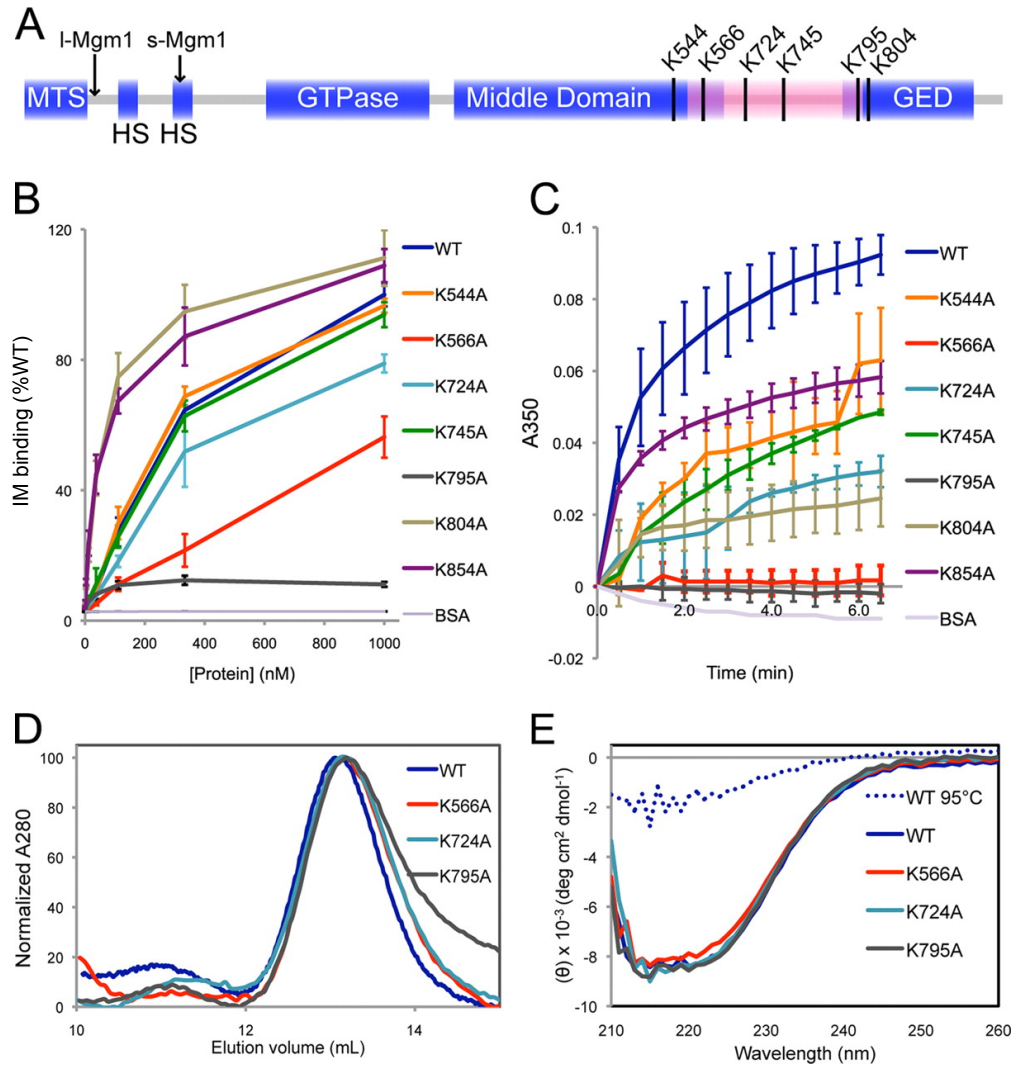 A
l-Mgm1
s-Mgm1
K544
K566
K724
K745
K795
K804
MTS
HS
HS
GTPase
Middle Domain
GED
B
IM binding (%WT)
120
80
40
0
0 200 400 600 800 1000
[Protein] (nM)
WT
K544A
K566A
K724A
K745A
K795A
K804A
K854A
BSA
C
A350
0.1
0.08
0.06
0.04
0.02
0
-0.02
0.0 2.0 4.0 6.0
Time (min)
WT
K544A
K566A
K724A
K745A
K795A
K804A
K854A
BSA
D
Normalized A280
100
80
60
40
20
0
10 12 14
Elution volume (mL)
WT
K566A
K724A
K795A
E
(θ) x 10⁻³ (deg cm² dmol⁻¹)
0
-2
-4
-6
-8
-10
210 220 230 240 250 260
Wavelength (nm)
WT 95°C
WT
K566A
K724A
K795A